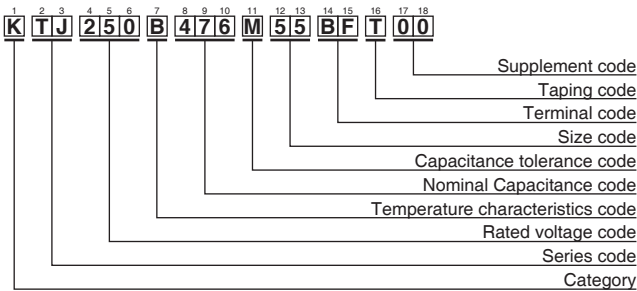 1 2 3 4 5 6 7 8 9 10 11 12 13 14 15 16 17 18
K T J 2 5 0 B 4 7 6 M 5 5 B F T 0 0
Supplement code
Taping code
Terminal code
Size code
Capacitance tolerance code
Nominal Capacitance code
Temperature characteristics code
Rated voltage code
Series code
Category